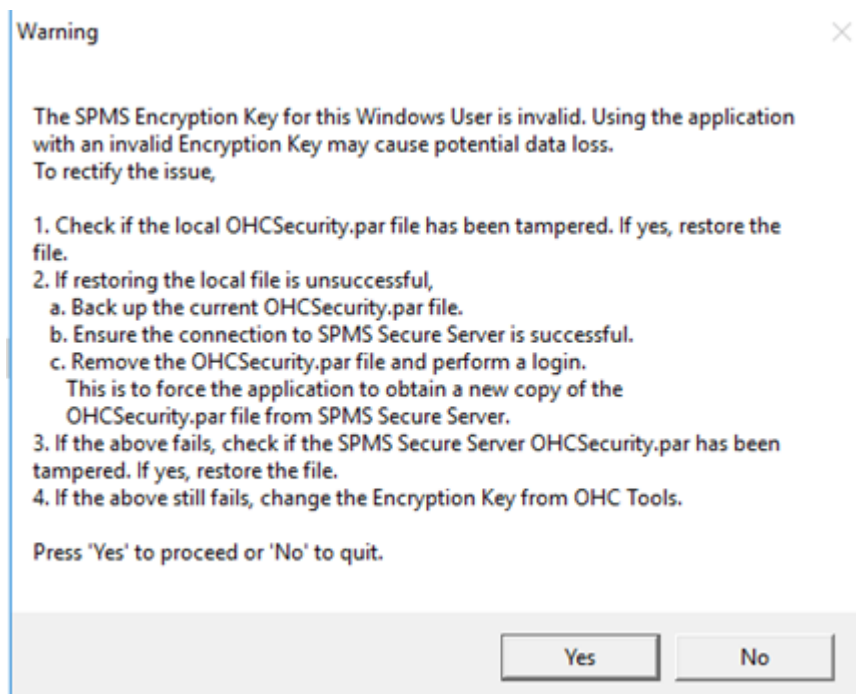 Warning
The SPMS Encryption Key for this Windows User is invalid. Using the application
with an invalid Encryption Key may cause potential data loss.
To rectify the issue,
1. Check if the local OHCSecurity.par file has been tampered. If yes, restore the
file.
2. If restoring the local file is unsuccessful,
a. Back up the current OHCSecurity.par file.
b. Ensure the connection to SPMS Secure Server is successful.
c. Remove the OHCSecurity.par file and perform a login.
This is to force the application to obtain a new copy of the
OHCSecurity.par file from SPMS Secure Server.
3. If the above fails, check if the SPMS Secure Server OHCSecurity.par has been
tampered. If yes, restore the file.
4. If the above still fails, change the Encryption Key from OHC Tools.
Press 'Yes' to proceed or 'No' to quit.
Yes
No